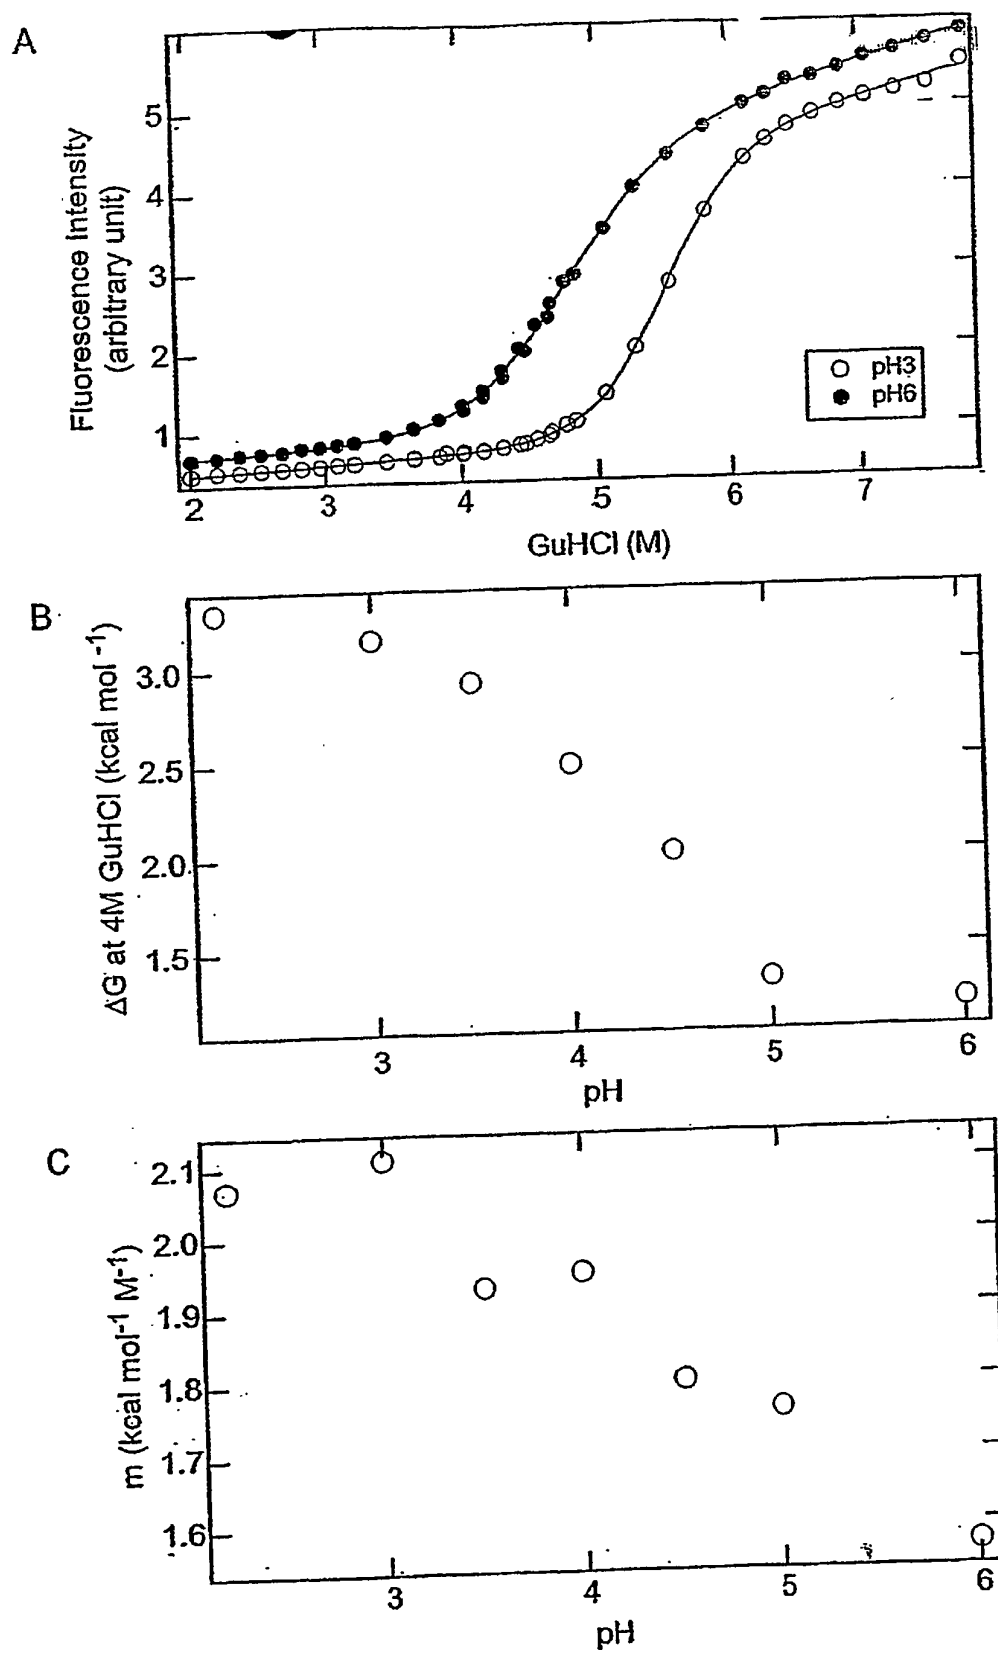 A
Fluorescence Intensity
(arbitrary unit)
5
4
3
2
1
pH3
pH6
2 3 4 5 6 7
GuHCl (M)
B
ΔG at 4M GuHCl (kcal mol -1)
3.0
2.5
2.0
1.5
3 4 5 6
pH
C
m (kcal mol-1 M-1)
2.1
2.0
1.9
1.8
1.7
1.6
3 4 5 6
pH